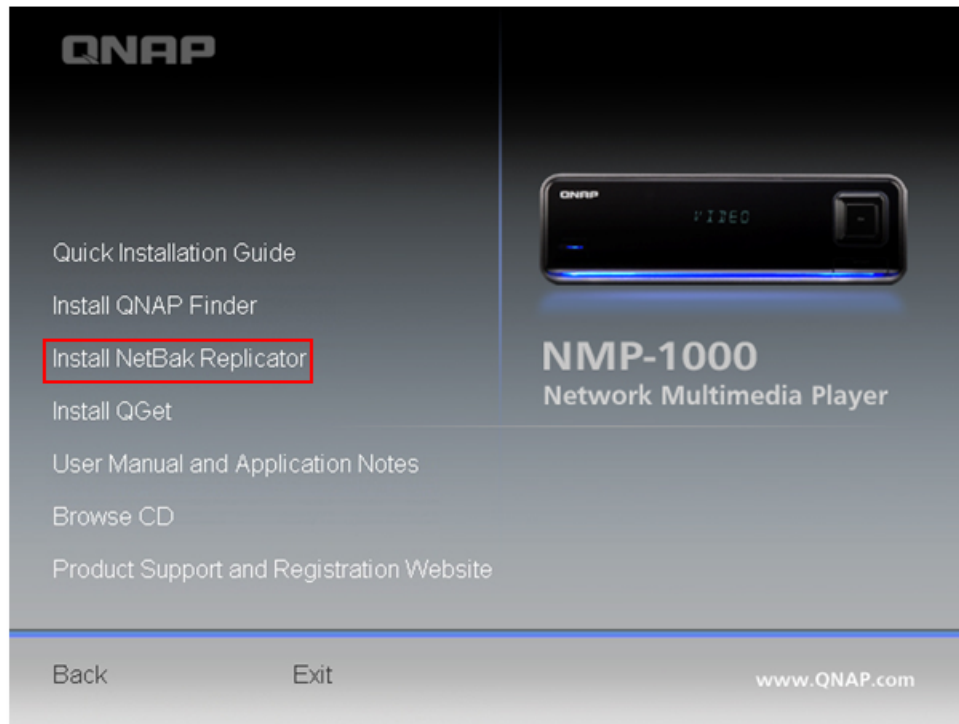 QNAP
QNAP
VIDEO
Quick Installation Guide
Install QNAP Finder
Install NetBak Replicator
Install QGet
User Manual and Application Notes
Browse CD
Product Support and Registration Website
NMP-1000
Network Multimedia Player
Back
Exit
www.QNAP.com